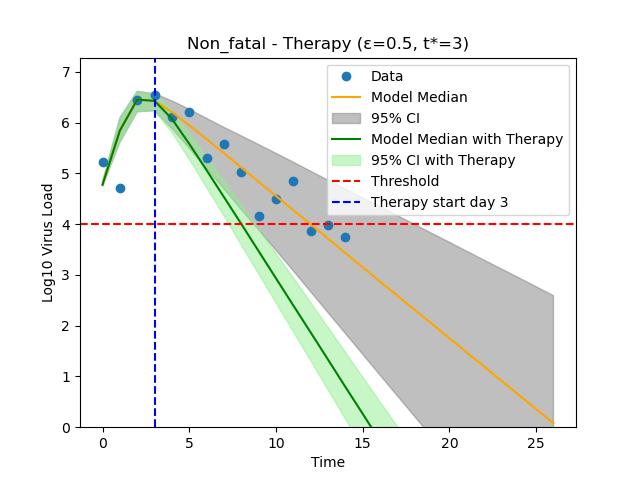 Non_fatal - Therapy (ε=0.5, t*=3)
Log10 Virus Load
7
6
5
4
3
2
1
0
Data
Model Median
95% CI
Model Median with Therapy
95% CI with Therapy
Threshold
Therapy start day 3
0 5 10 15 20 25
Time